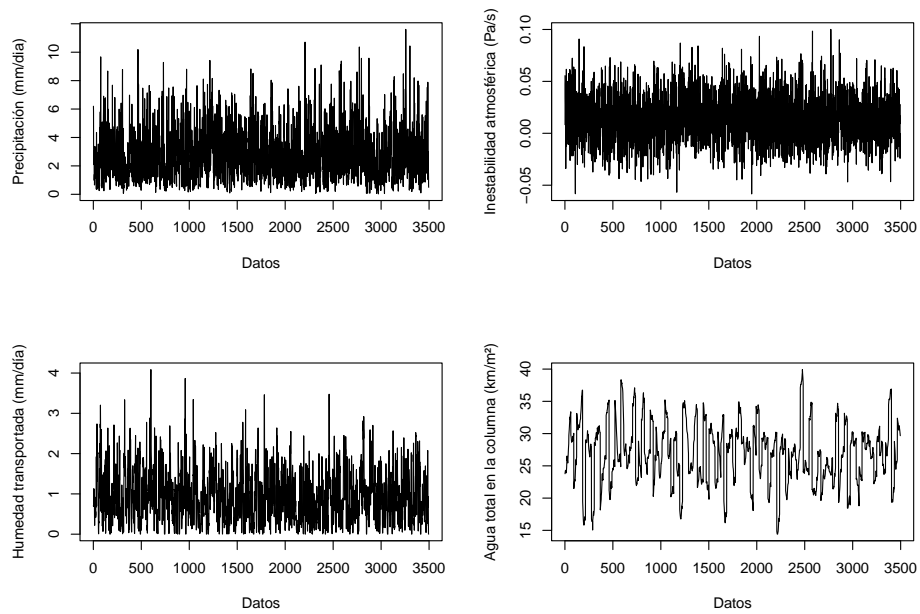 Precipitación (mm/día)
0
2
4
6
8
10
0 500 1000 1500 2000 2500 3000 3500
Datos
Inestabilidad atmosférica (Pa/s)
−0.05
0.00
0.05
0.10
0 500 1000 1500 2000 2500 3000 3500
Datos
Humedad transportada (mm/día)
0
1
2
3
4
0 500 1000 1500 2000 2500 3000 3500
Datos
Agua total en la columna (km/m²)
15
20
25
30
35
40
0 500 1000 1500 2000 2500 3000 3500
Datos